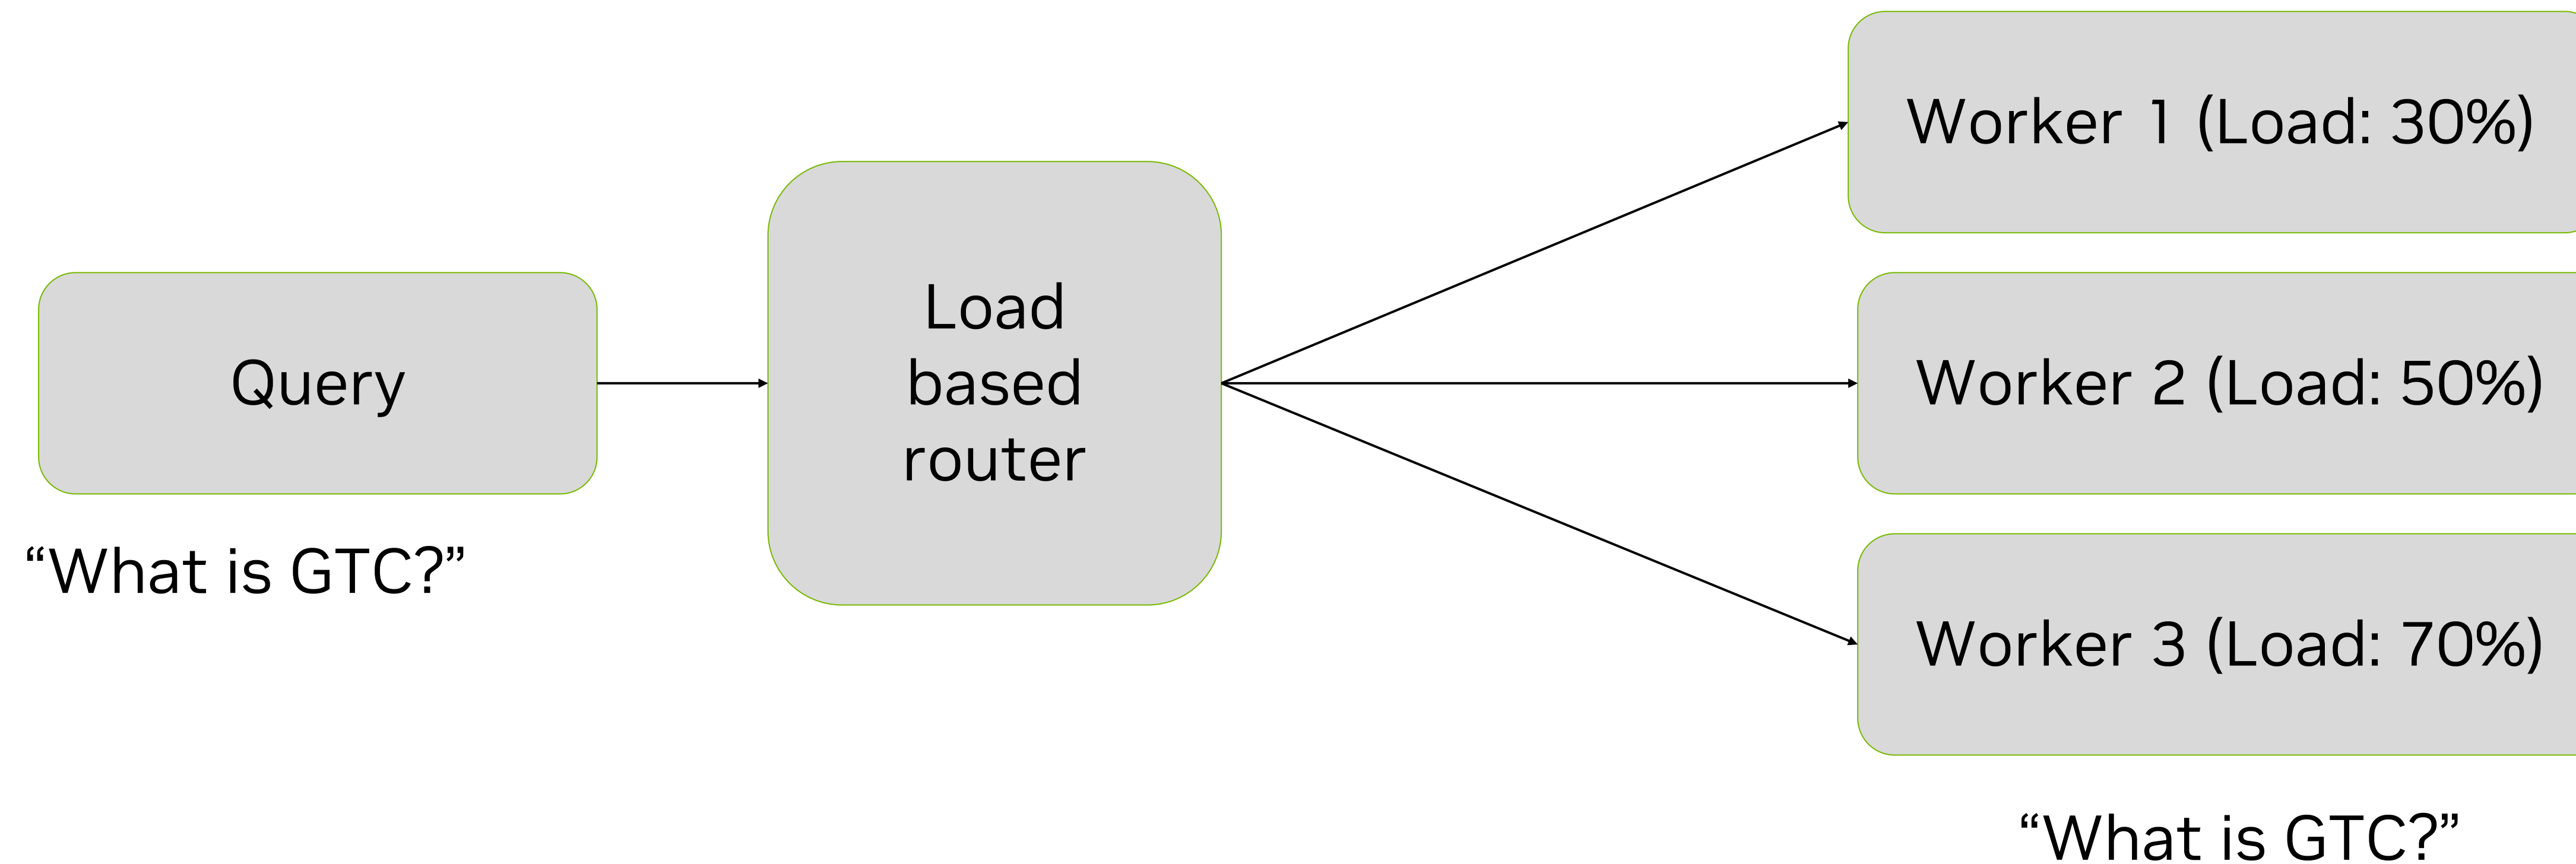 Query
“What is GTC?”
Load
based
router
Worker 1 (Load: 30%)
Worker 2 (Load: 50%)
Worker 3 (Load: 70%)
“What is GTC?”